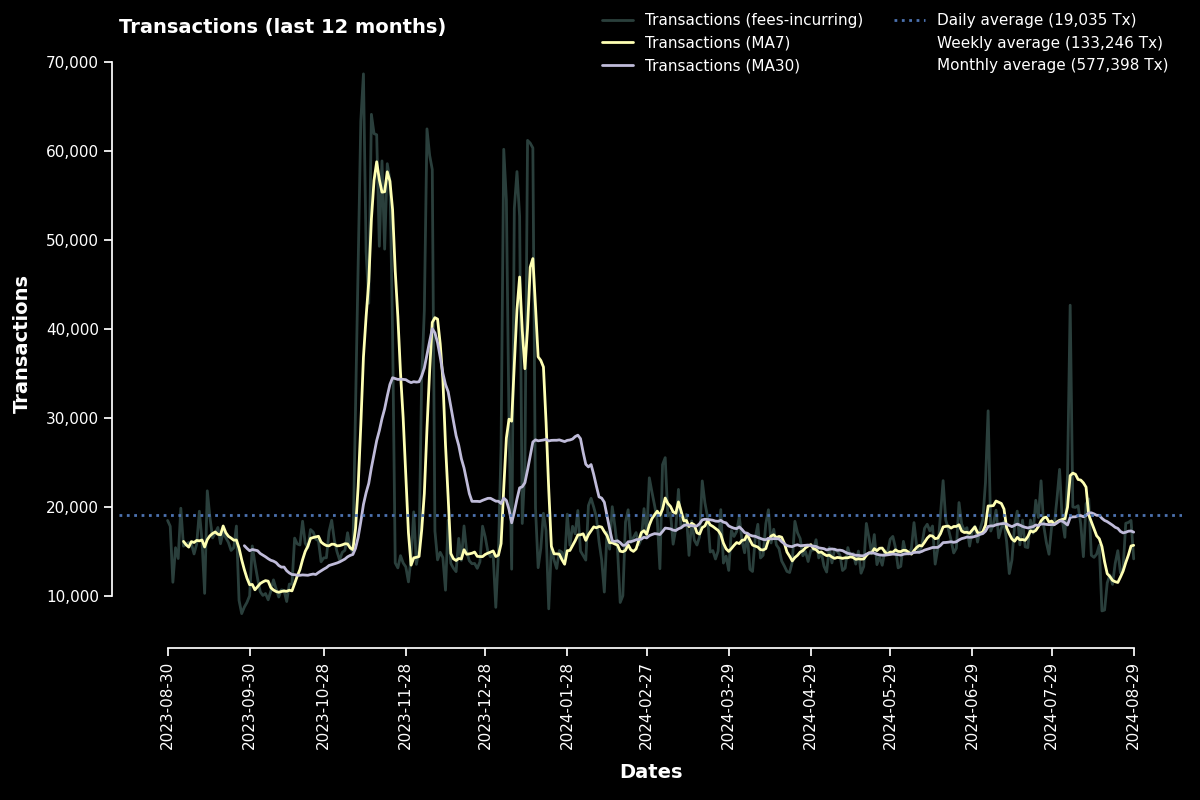 Transactions (last 12 months)
Transactions (fees-incurring)
Transactions (MA7)
Transactions (MA30)
Daily average (19,035 Tx)
Weekly average (133,246 Tx)
Monthly average (577,398 Tx)
Transactions
70,000
60,000
50,000
40,000
30,000
20,000
10,000
2023-08-30
2023-09-30
2023-10-28
2023-11-28
2023-12-28
2024-01-28
2024-02-27
2024-03-29
2024-04-29
2024-05-29
2024-06-29
2024-07-29
2024-08-29
Dates